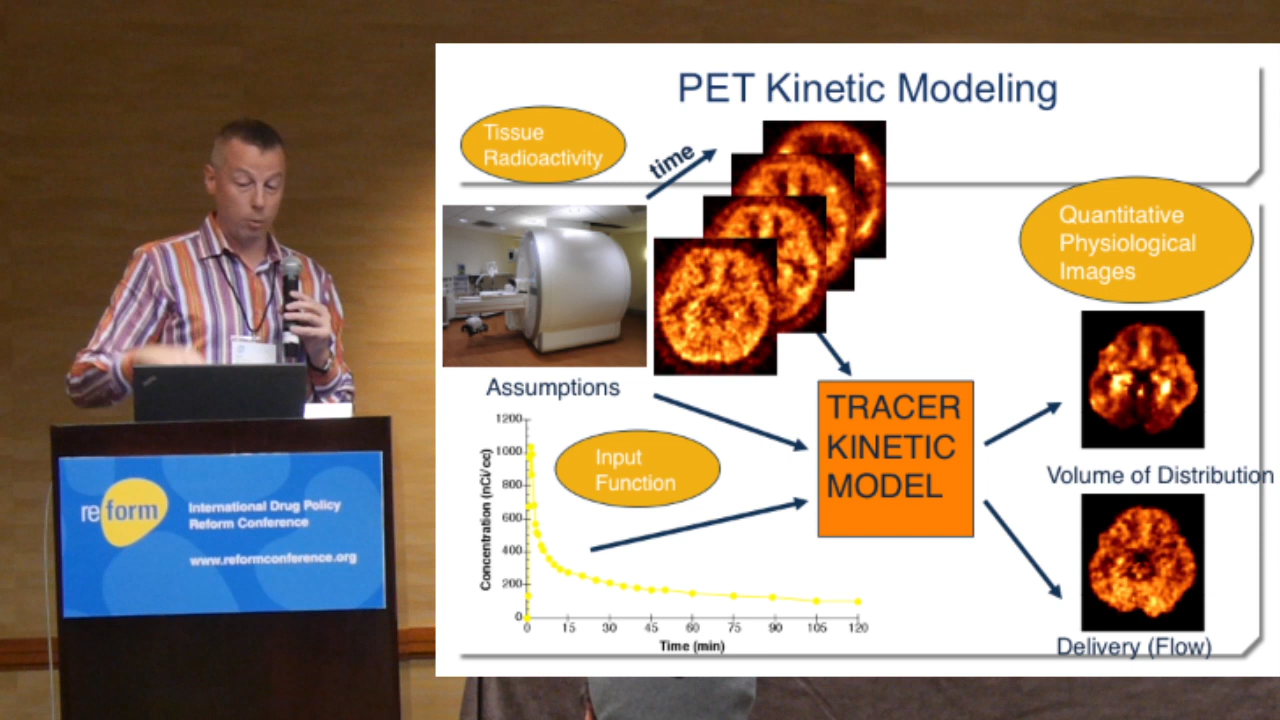 PET Kinetic Modeling
Tissue
Radioactivity
time
Quantitative
Physiological
Images
Assumptions
TRACER
KINETIC
MODEL
Input
Function
Concentration (nCi/cc)
1200
1000
800
600
400
200
0
0 15 30 45 60 75 90 105 120
Time (min)
Volume of Distribution
Delivery (Flow)
reform
International Drug Policy
Reform Conference
www.reformconference.org